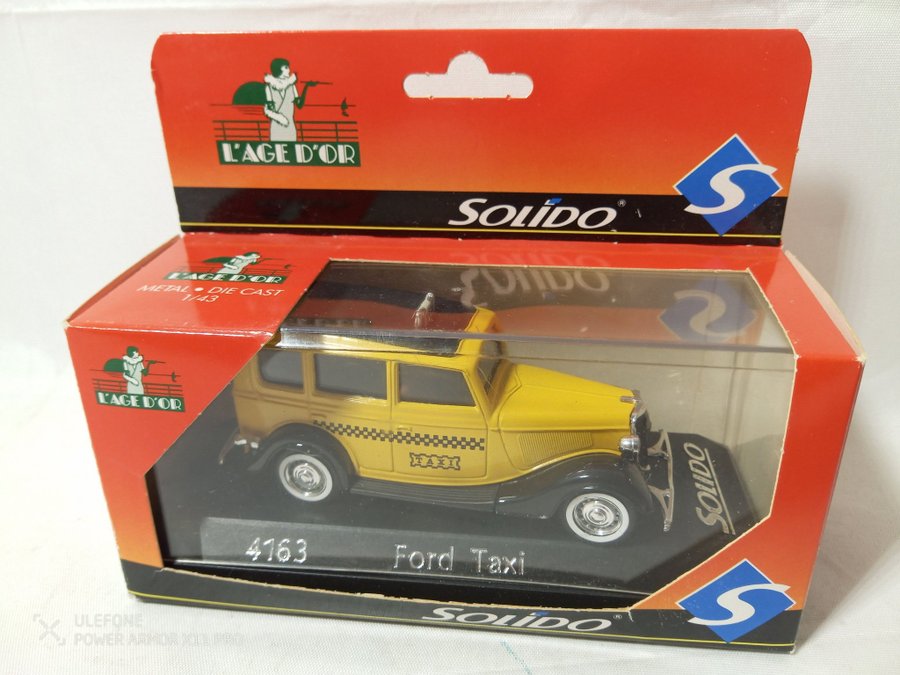 L'AGE D'OR
SOLIDO®
S
L'AGE D'OR
METAL • DIE CAST
1/43
SOLIDO
L'AGE D'OR
TAXI
SOLIDO
4163 Ford Taxi
SOLIDO
S
ULEFONE
POWER ARMOR X11 PRO